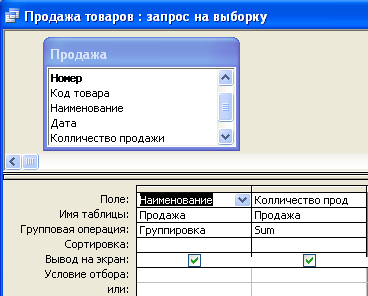 Продажа товаров : запрос на выборку
Продажа
Номер
Код товара
Наименование
Дата
Колличество продажи
Поле: Наименование Колличество прод
Имя таблицы: Продажа Продажа
Групповая операция: Группировка Sum
Сортировка:
Вывод на экран:
Условие отбора:
или: